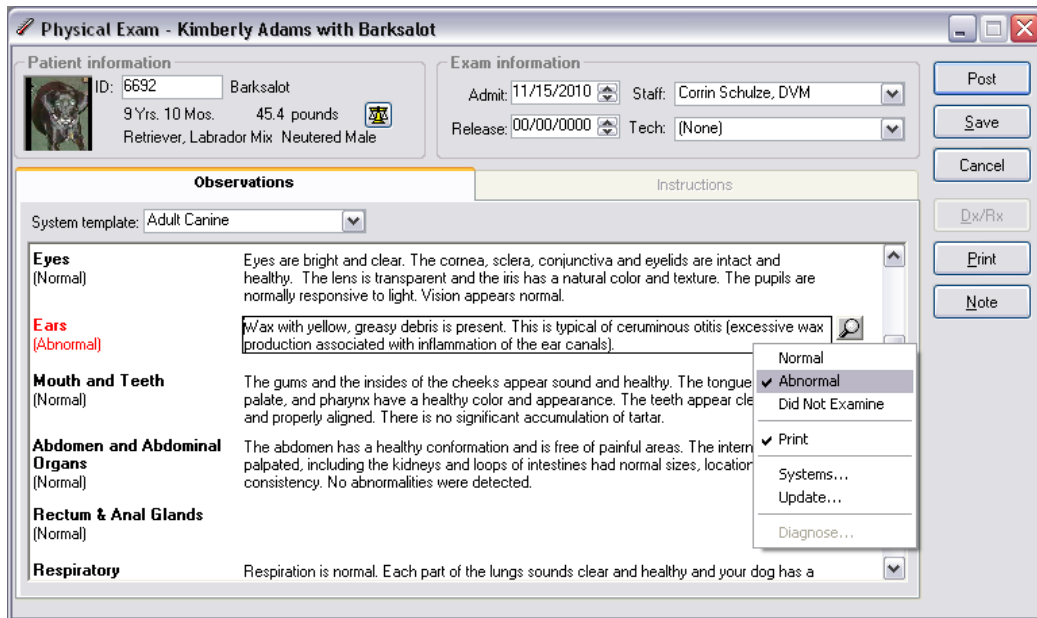 Physical Exam - Kimberly Adams with Barksalot
Patient information
ID: 6692 Barksalot
9 Yrs. 10 Mos. 45.4 pounds
Retriever, Labrador Mix Neutered Male
Exam information
Admit: 11/15/2010 Staff: Corrin Schulze, DVM
Release: 00/00/0000 Tech: (None)
Post
Save
Cancel
Dx/Rx
Print
Note
Observations
Instructions
System template: Adult Canine
Eyes
(Normal)
Eyes are bright and clear. The cornea, sclera, conjunctiva and eyelids are intact and
healthy. The lens is transparent and the iris has a natural color and texture. The pupils are
normally responsive to light. Vision appears normal.
Ears
(Abnormal)
Wax with yellow, greasy debris is present. This is typical of ceruminous otitis (excessive wax
production associated with inflammation of the ear canals).
Mouth and Teeth
(Normal)
The gums and the insides of the cheeks appear sound and healthy. The tongue
palate, and pharynx have a healthy color and appearance. The teeth appear cle
and properly aligned. There is no significant accumulation of tartar.
Abdomen and Abdominal
Organs
(Normal)
The abdomen has a healthy conformation and is free of painful areas. The intern
palpated, including the kidneys and loops of intestines had normal sizes, location
consistency. No abnormalities were detected.
Rectum & Anal Glands
(Normal)
Respiratory
Respiration is normal. Each part of the lungs sounds clear and healthy and your dog has a
Normal
Abnormal
Did Not Examine
Print
Systems...
Update...
Diagnose...